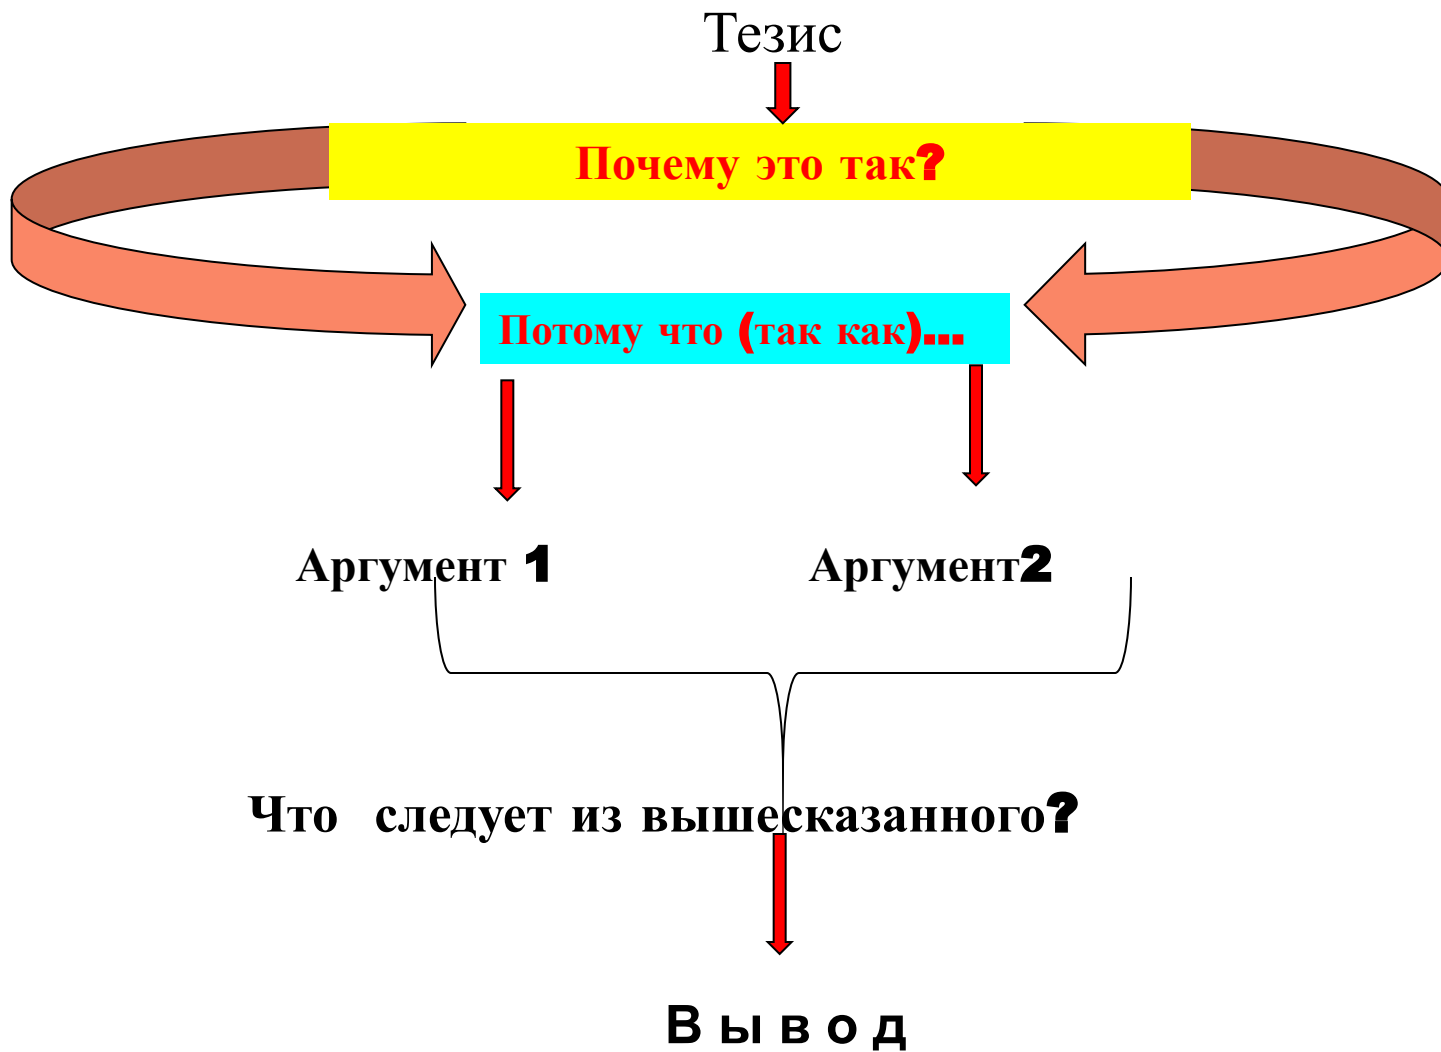 Тезис
Почему это так?
Потому что (так как)...
Аргумент 1
Аргумент2
Что следует из вышесказанного?
В ы в о д